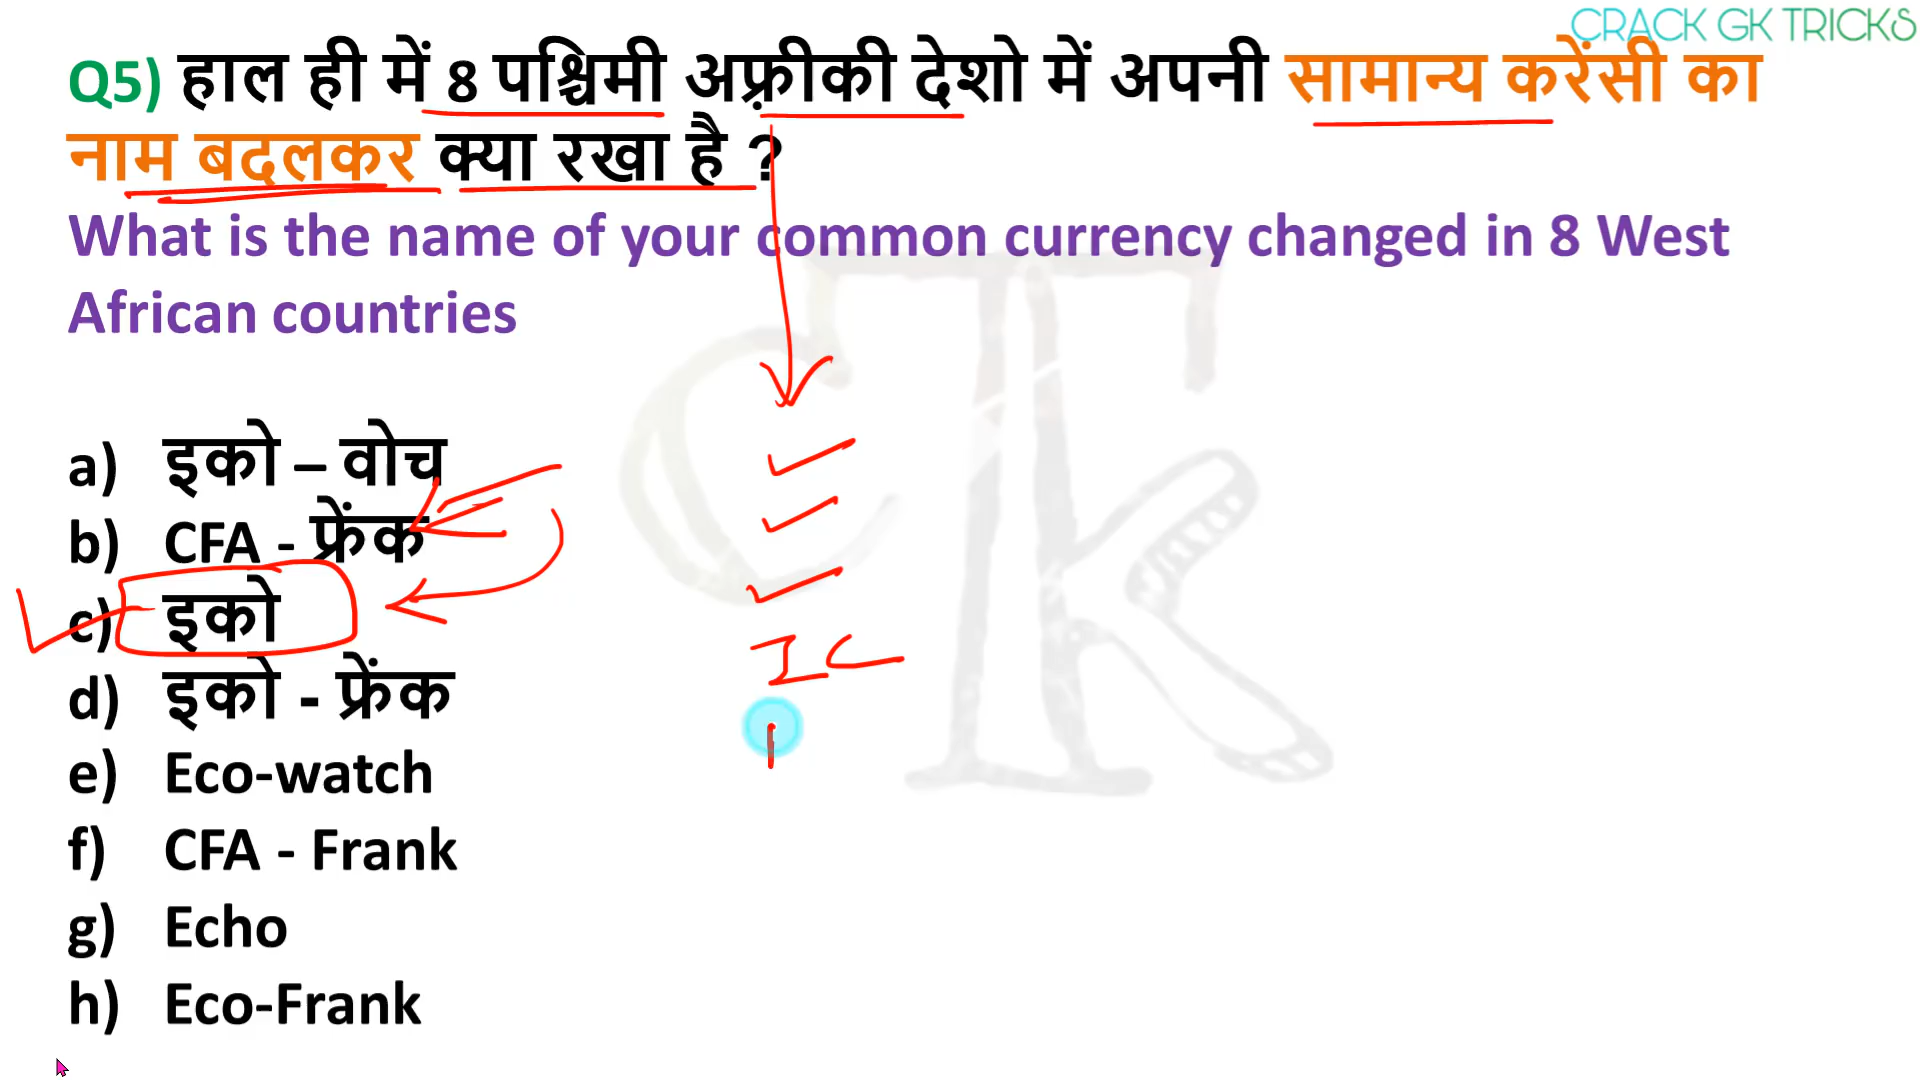 CRACK GK TRICKS
Q5) हाल ही में 8 पश्चिमी अफ़्रीकी देशो में अपनी सामान्य करेंसी का
नाम बदलकर क्या रखा है ?
What is the name of your common currency changed in 8 West
African countries
a) इको – वोच
b) CFA - फ्रेंक
c) इको
d) इको - फ्रेंक
e) Eco-watch
f) CFA - Frank
g) Echo
h) Eco-Frank